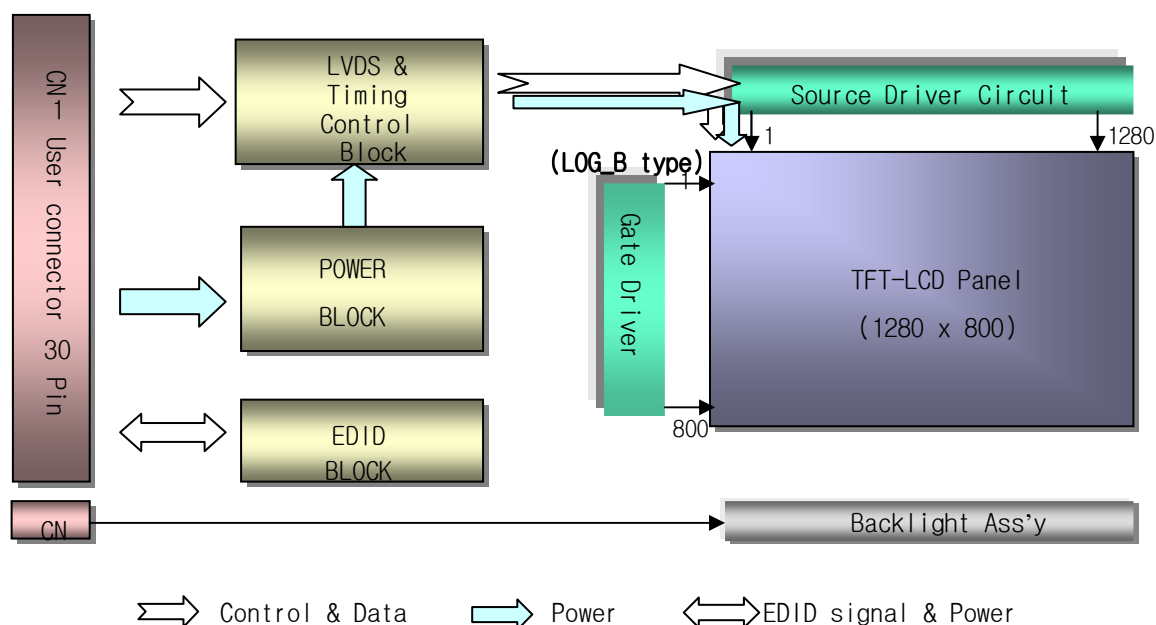 CN- User connector 30 Pin
LVDS &
Timing
Control
Block
Source Driver Circuit
1
1280
(LOG_B type)
1
Gate Driver
POWER
BLOCK
TFT-LCD Panel
(1280 x 800)
800
EDID
BLOCK
CN
Backlight Ass’y
Control & Data
Power
EDID signal & Power